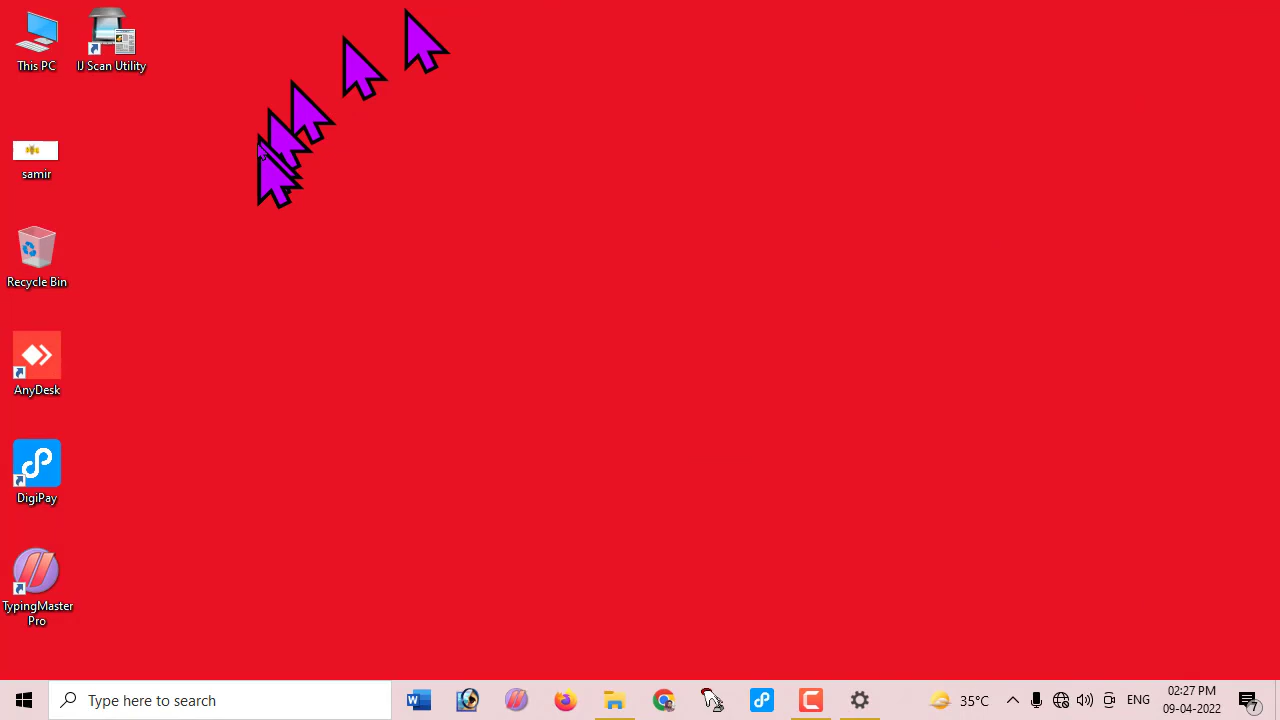 This PC
IJ Scan Utility
samir
Recycle Bin
AnyDesk
DigiPay
TypingMaster
Pro
Type here to search
35°C
ENG
02:27 PM
09-04-2022
7